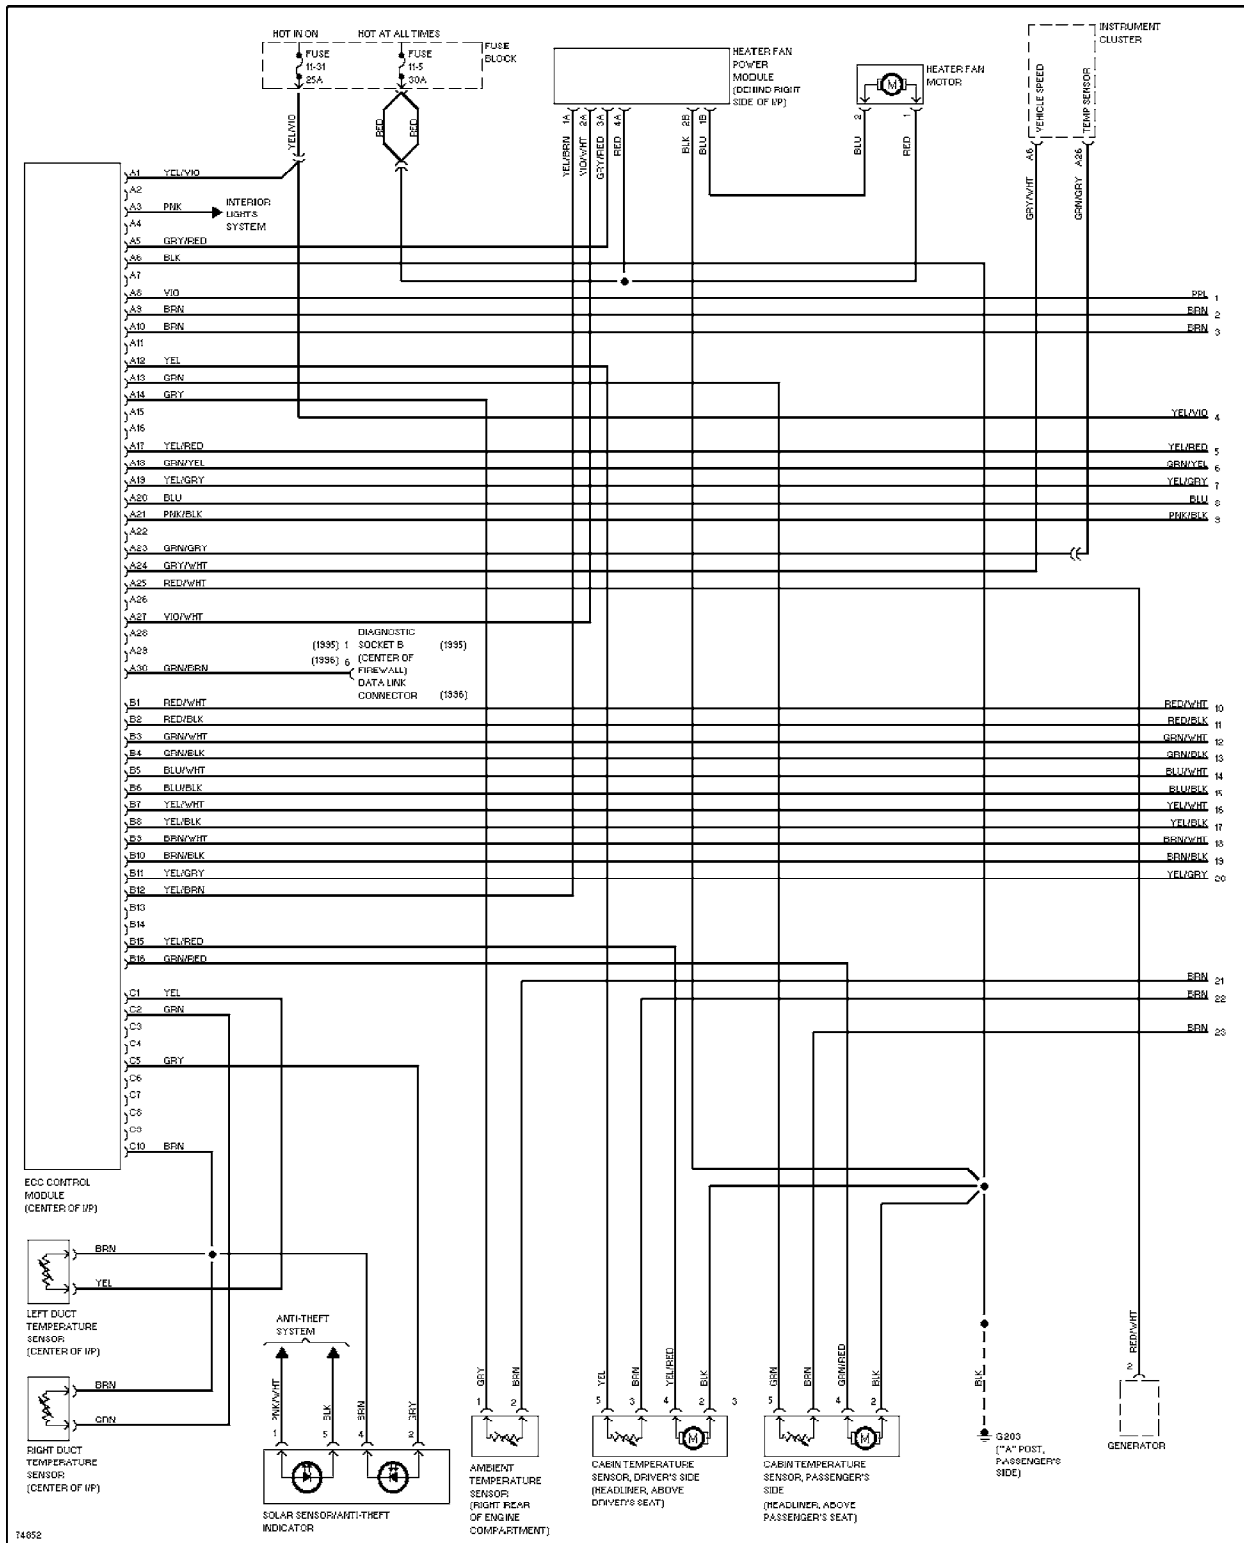 HOT IN ON
HOT AT ALL TIMES
FUSE
11-31
25A
FUSE
11-5
30A
FUSE
BLOCK
HEATER FAN
POWER
MODULE
(BEHIND RIGHT
SIDE OF I/P)
HEATER FAN
MOTOR
INSTRUMENT
CLUSTER
VEHICLE SPEED
TEMP SENSOR
YEL/VIO
RED
RED
1A
2A
3A
4A
2B
1B
YEL/BRN
VIO/WHT
GRY/RED
RED
BLK
BLU
2
1
BLU
RED
A6
A26
GRY/WHT
GRN/GRY
A1 YEL/VIO
A2
A3 PNK
INTERIOR
LIGHTS
SYSTEM
A4
A5 GRY/RED
A6 BLK
A7
A8 VIO
PPL 1
A9 BRN
BRN 2
A10 BRN
BRN 3
A11
A12 YEL
A13 GRN
A14 GRY
A15
YEL/VIO 4
A16
A17 YEL/RED
YEL/RED 5
A18 GRN/YEL
GRN/YEL 6
A19 YEL/GRY
YEL/GRY 7
A20 BLU
BLU 8
A21 PNK/BLK
PNK/BLK 9
A22
A23 GRN/GRY
A24 GRY/WHT
A25 RED/WHT
A26
A27 VIO/WHT
A28
A29
A30 GRN/BRN
(1995) 1
(1996) 6
DIAGNOSTIC
SOCKET B (1995)
(CENTER OF
FIREWALL)
DATA LINK
CONNECTOR (1996)
B1 RED/WHT
RED/WHT 10
B2 RED/BLK
RED/BLK 11
B3 GRN/WHT
GRN/WHT 12
B4 GRN/BLK
GRN/BLK 13
B5 BLU/WHT
BLU/WHT 14
B6 BLU/BLK
BLU/BLK 15
B7 YEL/WHT
YEL/WHT 16
B8 YEL/BLK
YEL/BLK 17
B9 BRN/WHT
BRN/WHT 18
B10 BRN/BLK
BRN/BLK 19
B11 YEL/GRY
YEL/GRY 20
B12 YEL/BRN
B13
B14
B15 YEL/RED
B16 GRN/RED
BRN 21
C1 YEL
BRN 22
C2 GRN
C3
BRN 23
C4
C5 GRY
C6
C7
C8
C9
C10 BRN
ECC CONTROL
MODULE
(CENTER OF I/P)
BRN
YEL
LEFT DUCT
TEMPERATURE
SENSOR
(CENTER OF I/P)
BRN
GRN
RIGHT DUCT
TEMPERATURE
SENSOR
(CENTER OF I/P)
ANTI-THEFT
SYSTEM
PNK/WHT
BLK
BRN
GRY
1
5
4
2
SOLAR SENSOR/ANTI-THEFT
INDICATOR
GRY
BRN
1
2
AMBIENT
TEMPERATURE
SENSOR
(RIGHT REAR
OF ENGINE
COMPARTMENT)
YEL
BRN
YEL/RED
BLK
5
3
4
2
3
M
CABIN TEMPERATURE
SENSOR, DRIVER'S SIDE
(HEADLINER, ABOVE
DRIVER'S SEAT)
GRN
BRN
GRN/RED
BLK
5
4
2
M
CABIN TEMPERATURE
SENSOR, PASSENGER'S
SIDE
(HEADLINER, ABOVE
PASSENGER'S SEAT)
BLK
G203
("A" POST,
PASSENGER'S
SIDE)
RED/WHT
2
GENERATOR
M
74852